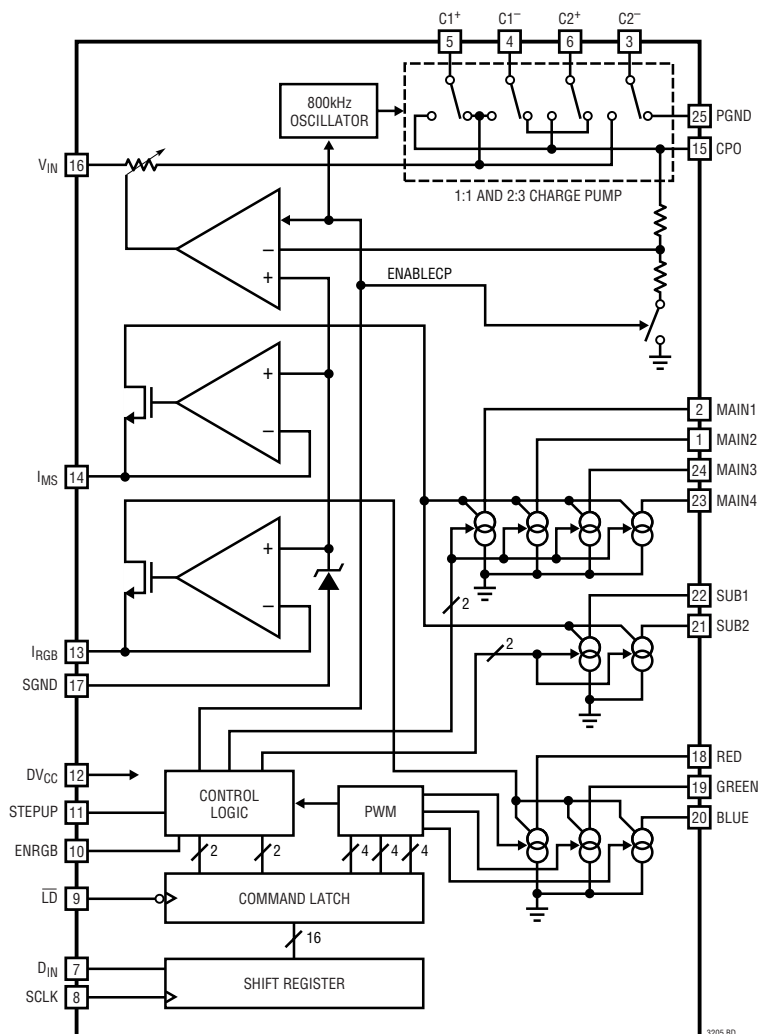 C1+
C1–
C2+
C2–
5
4
6
3
800kHz
OSCILLATOR
25 PGND
15 CPO
VIN 16
1:1 AND 2:3 CHARGE PUMP
–
+
ENABLECP
+
–
IMS 14
2 MAIN1
1 MAIN2
24 MAIN3
23 MAIN4
+
–
2
22 SUB1
21 SUB2
2
IRGB 13
SGND 17
18 RED
19 GREEN
20 BLUE
DVCC 12
STEPUP 11
ENRGB 10
CONTROL
LOGIC
PWM
2
2
4
4
4
LD 9
COMMAND LATCH
16
DIN 7
SCLK 8
SHIFT REGISTER
3205 BD